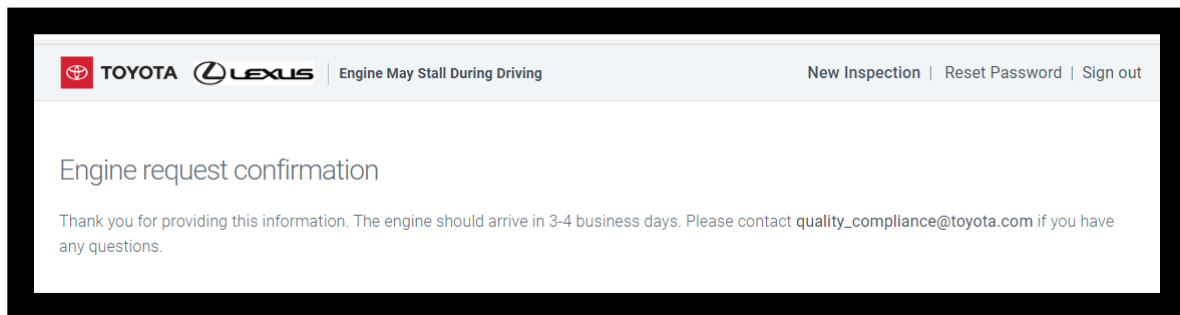 TOYOTA LEXUS Engine May Stall During Driving New Inspection | Reset Password | Sign out
Engine request confirmation
Thank you for providing this information. The engine should arrive in 3-4 business days. Please contact quality_compliance@toyota.com if you have
any questions.